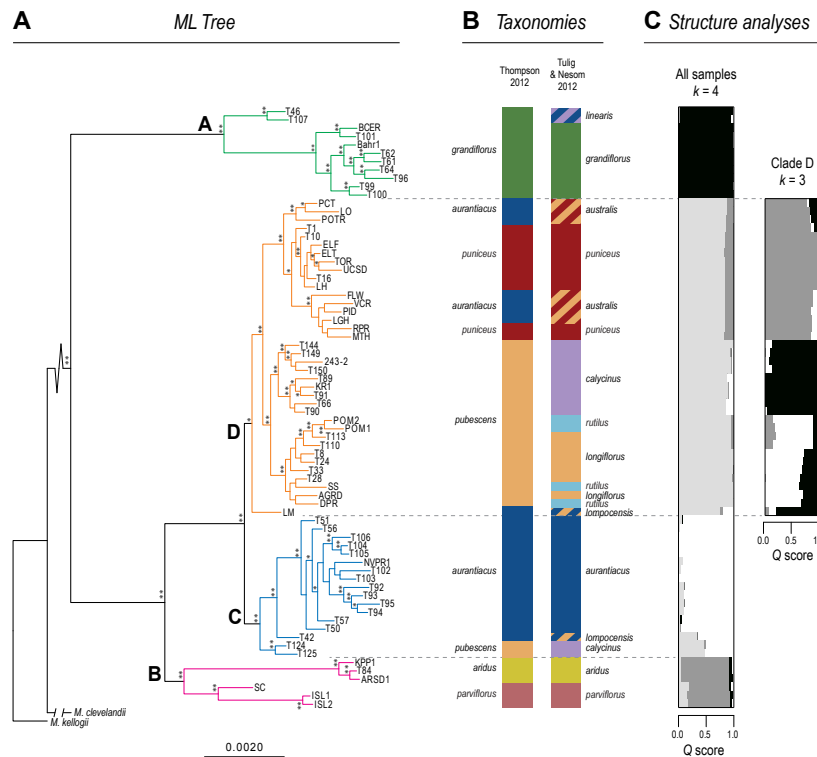 A ML Tree B Taxonomies C Structure analyses
Thompson 2012
Tulig & Nesom 2012
All samples
k = 4
Clade D
k = 3
A
T46
T107
BCER
T101
Bahr1
T62
T61
T64
T96
T99
T100
PCT
LO
POTR
T1
T10
ELF
ELT
TOR
UCSD
T16
LH
FLW
VCR
PID
LGH
RPR
MTH
T144
T149
243-2
T150
T89
KR1
T91
T66
T90
D
POM2
POM1
T113
T110
T8
T24
T33
T28
SS
AGRD
DPR
LM
T51
T56
T106
T104
T105
NVPR1
T102
T103
T92
T93
T95
T94
C
T57
T50
T42
T124
T125
B
KPP1
T84
ARSD1
SC
ISL1
ISL2
M. clevelandii
M. kellogii
0.0020
grandiflorus
aurantiacus
puniceus
aurantiacus
puniceus
pubescens
aurantiacus
pubescens
aridus
parviflorus
linearis
grandiflorus
australis
puniceus
australis
puniceus
calycinus
rutilus
longiflorus
rutilus
longiflorus
rutilus
lompocensis
aurantiacus
lompocensis
calycinus
aridus
parviflorus
0.0 1.0
Q score
0.0 1.0
Q score